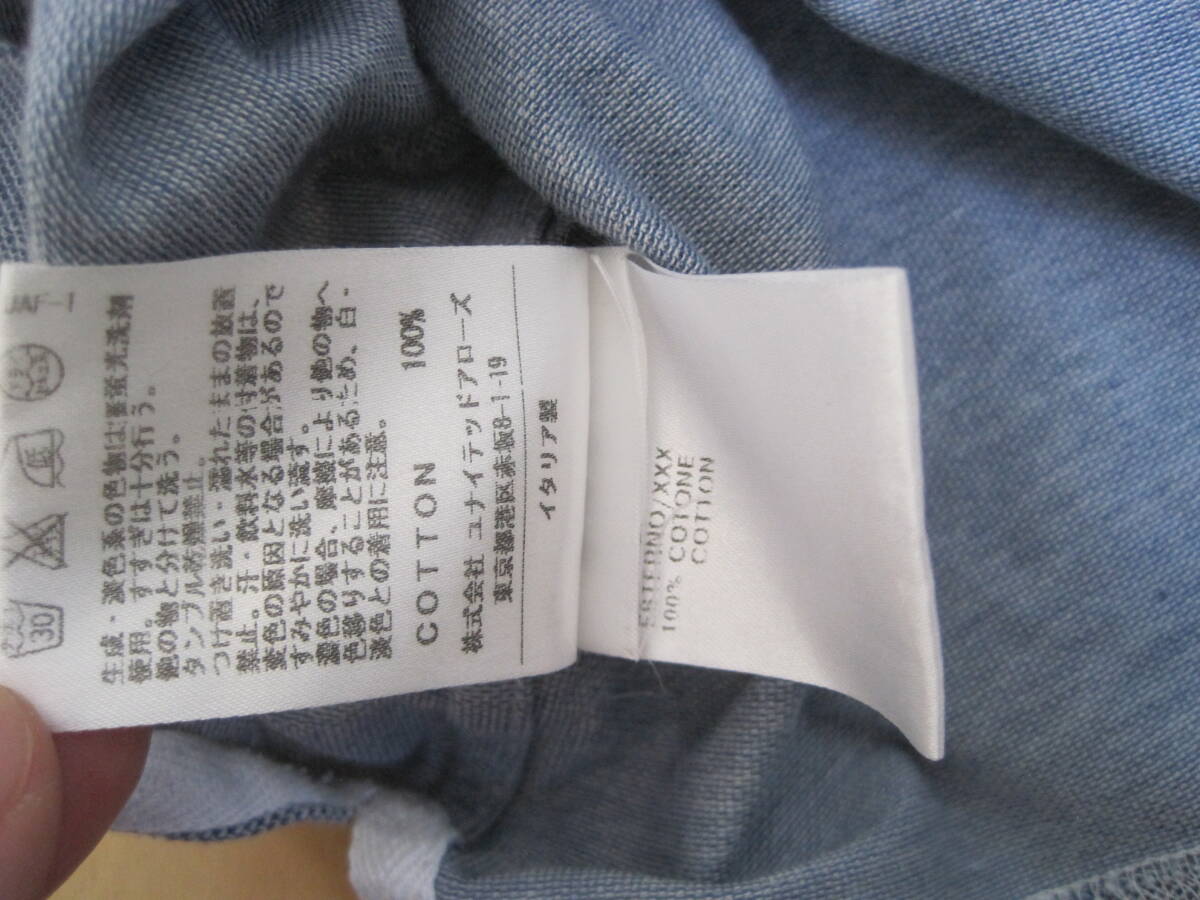 30
低
ドライ
生成・淡色系の色物は無蛍光洗剤
使用。すすぎは十分行う。
他の物と分けて洗う。
タンブル乾燥禁止。
つけ置き洗い・濡れたままの放置
禁止。汗・飲料水等のす着物は、
変色の原因となる場合があるので
すみやかに洗い流す。
濃色の場合、摩擦により他の物へ
色移りすることがあるため、白・
淡色との着用に注意。
COTTON 100%
株式会社 ユナイテッドアローズ
東京都港区赤坂8-1-19
イタリア製
ESTERNO/XXX
100% COTONE
COTTON